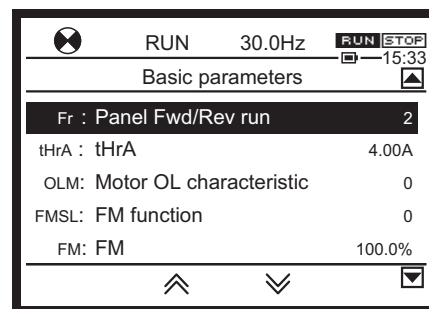 RUN 30.0Hz RUN STOP
15:33
Basic parameters
Fr : Panel Fwd/Rev run 2
tHrA : tHrA 4.00A
OLM: Motor OL characteristic 0
FMSL: FM function 0
FM: FM 100.0%